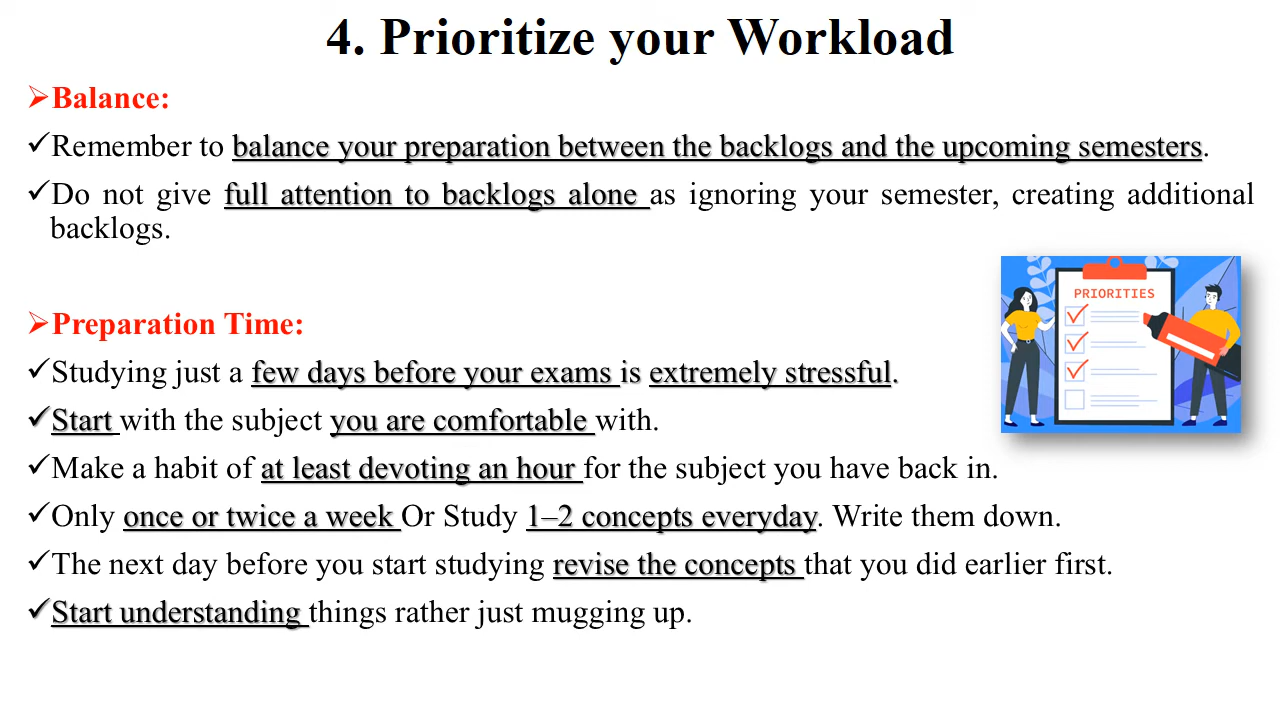 4. Prioritize your Workload
➢Balance:
✓Remember to balance your preparation between the backlogs and the upcoming semesters.
✓Do not give full attention to backlogs alone as ignoring your semester, creating additional
backlogs.
PRIORITIES
➢Preparation Time:
✓Studying just a few days before your exams is extremely stressful.
✓Start with the subject you are comfortable with.
✓Make a habit of at least devoting an hour for the subject you have back in.
✓Only once or twice a week Or Study 1–2 concepts everyday. Write them down.
✓The next day before you start studying revise the concepts that you did earlier first.
✓Start understanding things rather just mugging up.